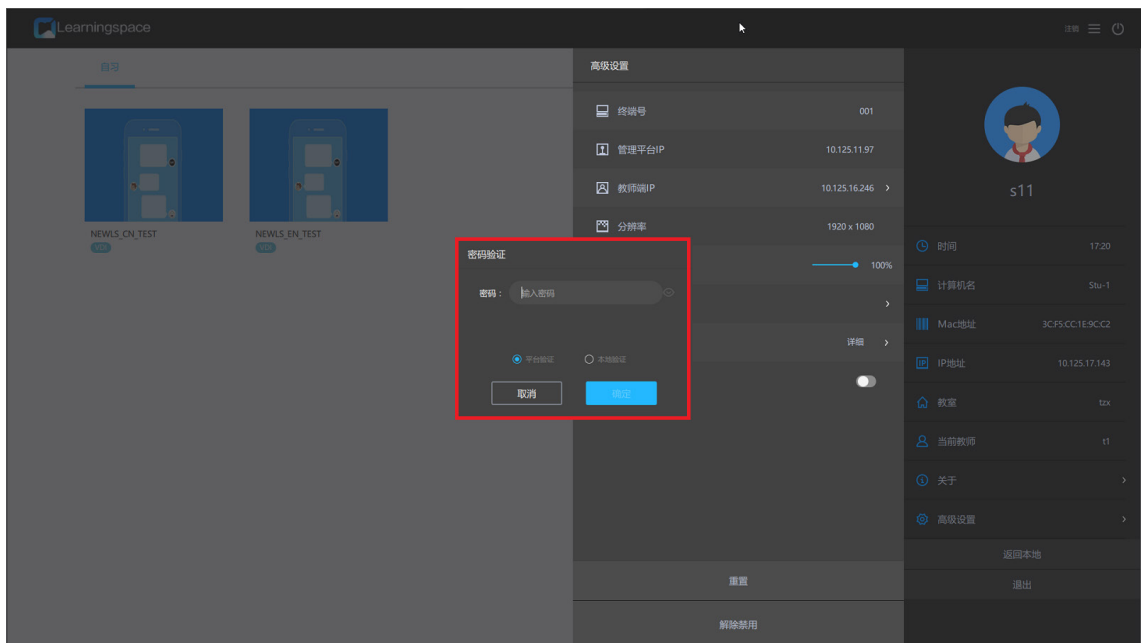 Learningspace
注销
自习
NEWLS_CN_TEST
VDI
NEWLS_EN_TEST
VDI
高级设置
终端号 001
管理平台IP 10.125.11.97
教师端IP 10.125.16.246 >
分辨率 1920 x 1080
100%
>
详细 >
密码验证
密码： 输入密码
平台验证 本地验证
取消 确定
重置
解除禁用
s11
时间 17:20
计算机名 Stu-1
Mac地址 3C:F5:CC:1E:9C:C2
IP IP地址 10.125.17.143
教室 tzx
当前教师 t1
关于 >
高级设置 >
返回本地
退出